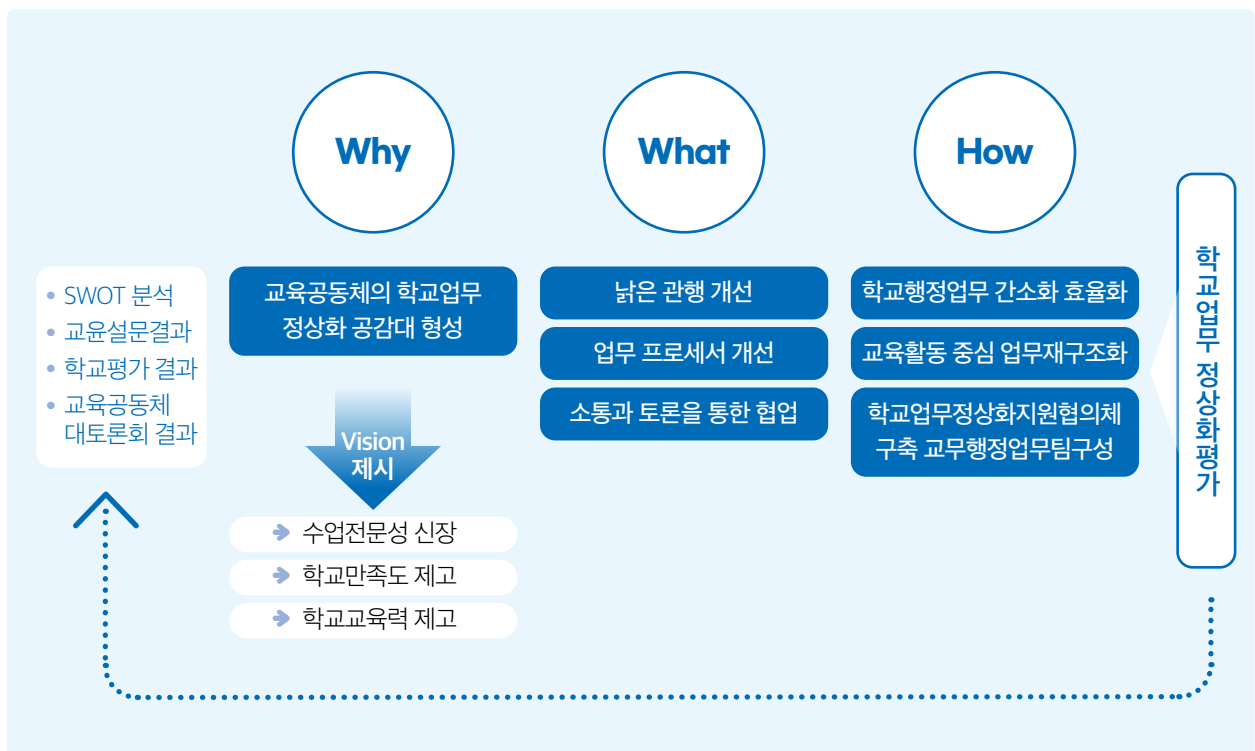 Why
What
How
SWOT 분석
교윤설문결과
학교평가 결과
교육공동체
대토론회 결과
교육공동체의 학교업무
정상화 공감대 형성
Vision
제시
수업전문성 신장
학교만족도 제고
학교교육력 제고
낡은 관행 개선
업무 프로세서 개선
소통과 토론을 통한 협업
학교행정업무 간소화 효율화
교육활동 중심 업무재구조화
학교업무정상화지원협의체
구축 교무행정업무팀구성
학교업무 정상화평가